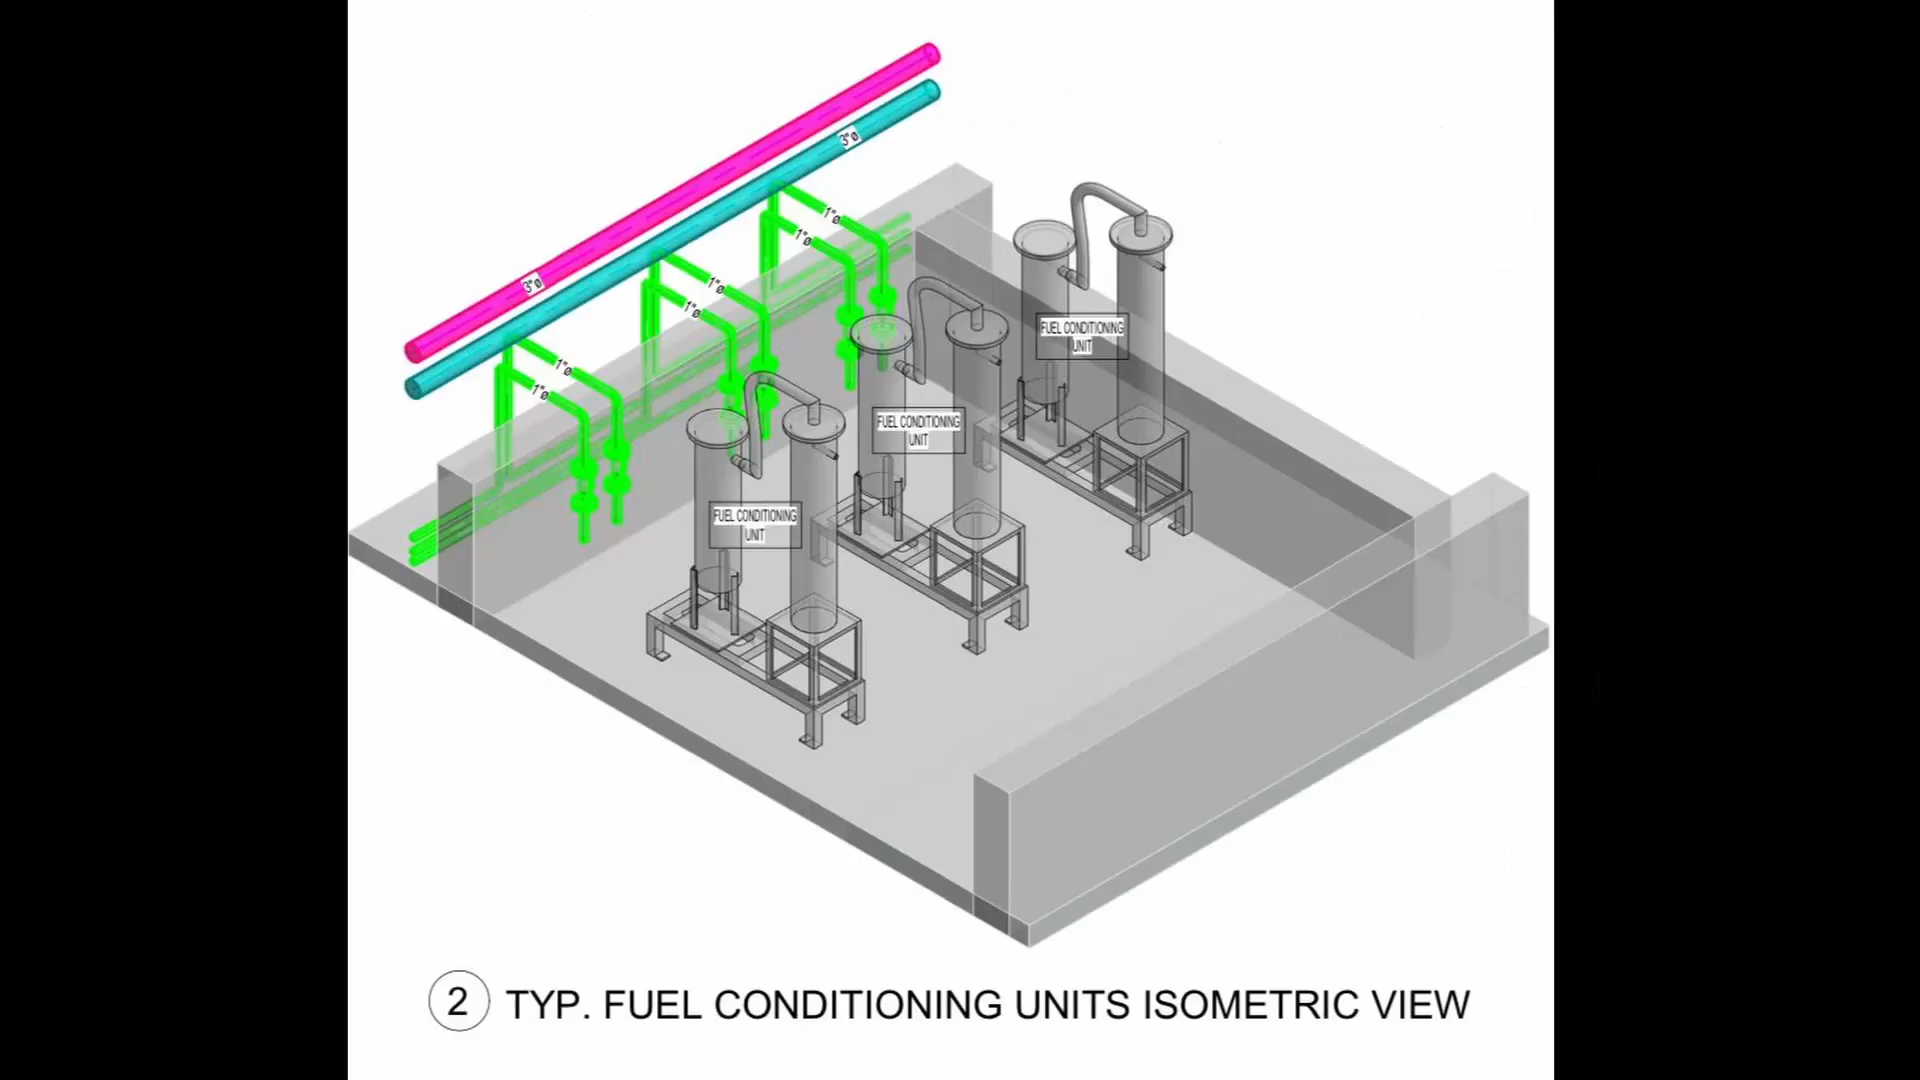 3"ø
3"ø
1"ø
1"ø
1"ø
1"ø
1"ø
1"ø
FUEL CONDITIONING
UNIT
FUEL CONDITIONING
UNIT
FUEL CONDITIONING
UNIT
2 TYP. FUEL CONDITIONING UNITS ISOMETRIC VIEW